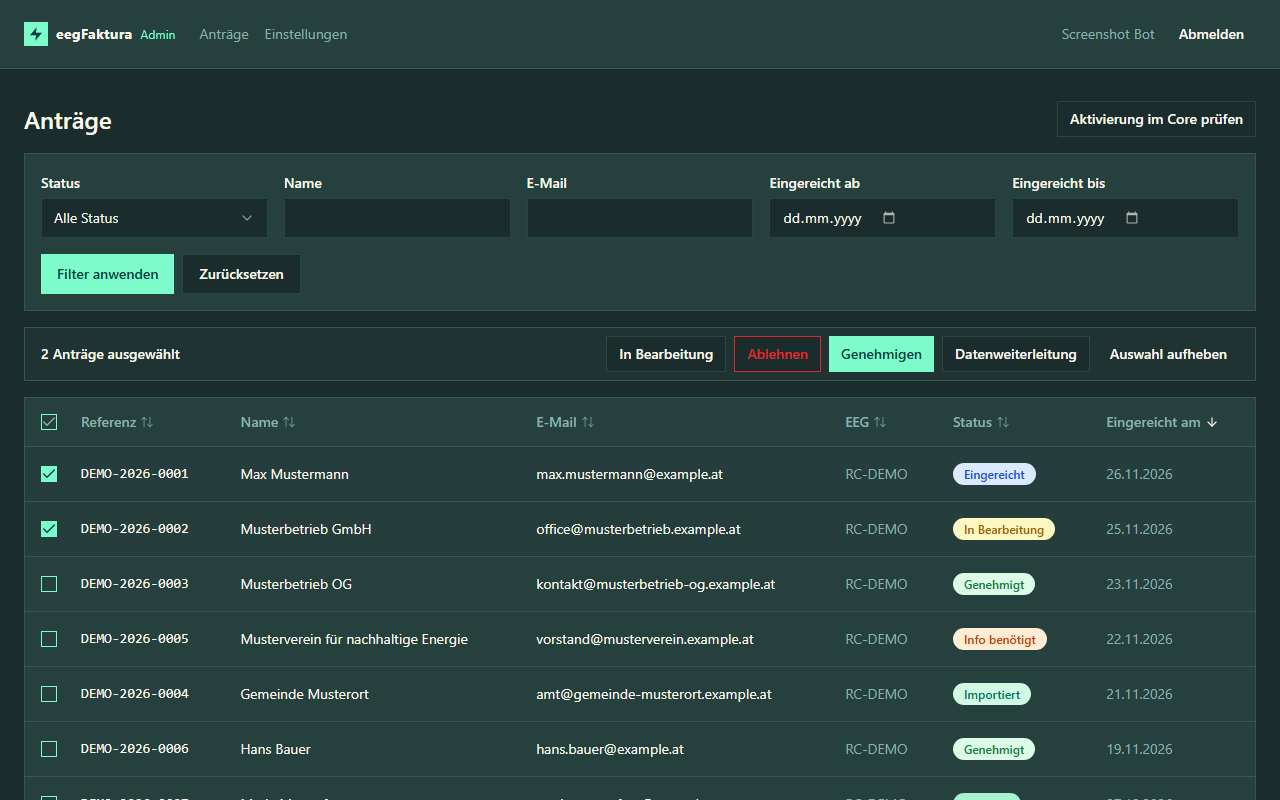 eegFaktura Admin Anträge Einstellungen Screenshot Bot Abmelden
Anträge Aktivierung im Core prüfen
Status Name E-Mail Eingereicht ab Eingereicht bis
Alle Status dd.mm.yyyy dd.mm.yyyy
Filter anwenden Zurücksetzen
2 Anträge ausgewählt In Bearbeitung Ablehnen Genehmigen Datenweiterleitung Auswahl aufheben
Referenz Name E-Mail EEG Status Eingereicht am
DEMO-2026-0001 Max Mustermann max.mustermann@example.at RC-DEMO Eingereicht 26.11.2026
DEMO-2026-0002 Musterbetrieb GmbH office@musterbetrieb.example.at RC-DEMO In Bearbeitung 25.11.2026
DEMO-2026-0003 Musterbetrieb OG kontakt@musterbetrieb-og.example.at RC-DEMO Genehmigt 23.11.2026
DEMO-2026-0005 Musterverein für nachhaltige Energie vorstand@musterverein.example.at RC-DEMO Info benötigt 22.11.2026
DEMO-2026-0004 Gemeinde Musterort amt@gemeinde-musterort.example.at RC-DEMO Importiert 21.11.2026
DEMO-2026-0006 Hans Bauer hans.bauer@example.at RC-DEMO Genehmigt 19.11.2026